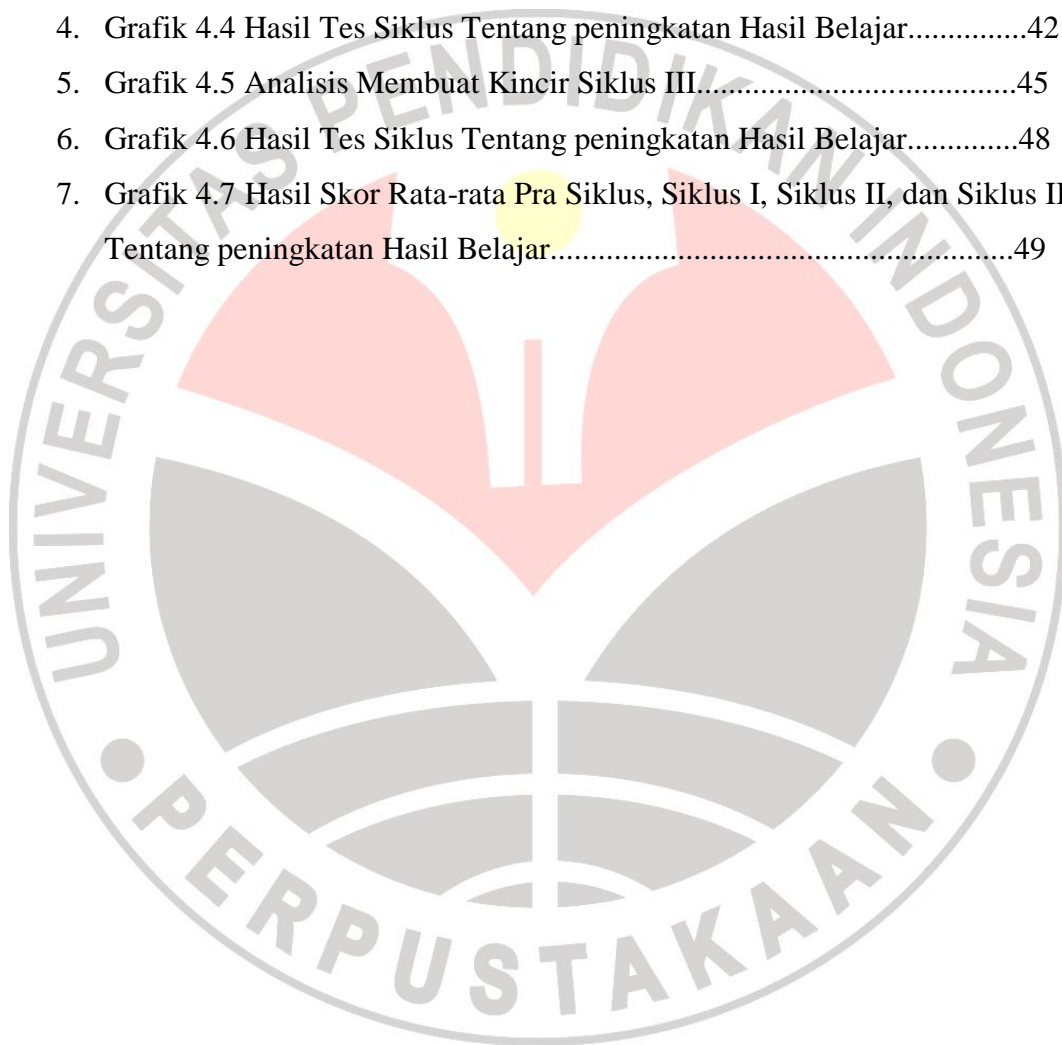 4. Grafik 4.4 Hasil Tes Siklus Tentang peningkatan Hasil Belajar...............42
5. Grafik 4.5 Analisis Membuat Kincir Siklus III........................................45
6. Grafik 4.6 Hasil Tes Siklus Tentang peningkatan Hasil Belajar..............48
7. Grafik 4.7 Hasil Skor Rata-rata Pra Siklus, Siklus I, Siklus II, dan Siklus II
Tentang peningkatan Hasil Belajar..........................................................49
UNIVERSITAS PENDIDIKAN INDONESIA
PERPUSTAKAAN